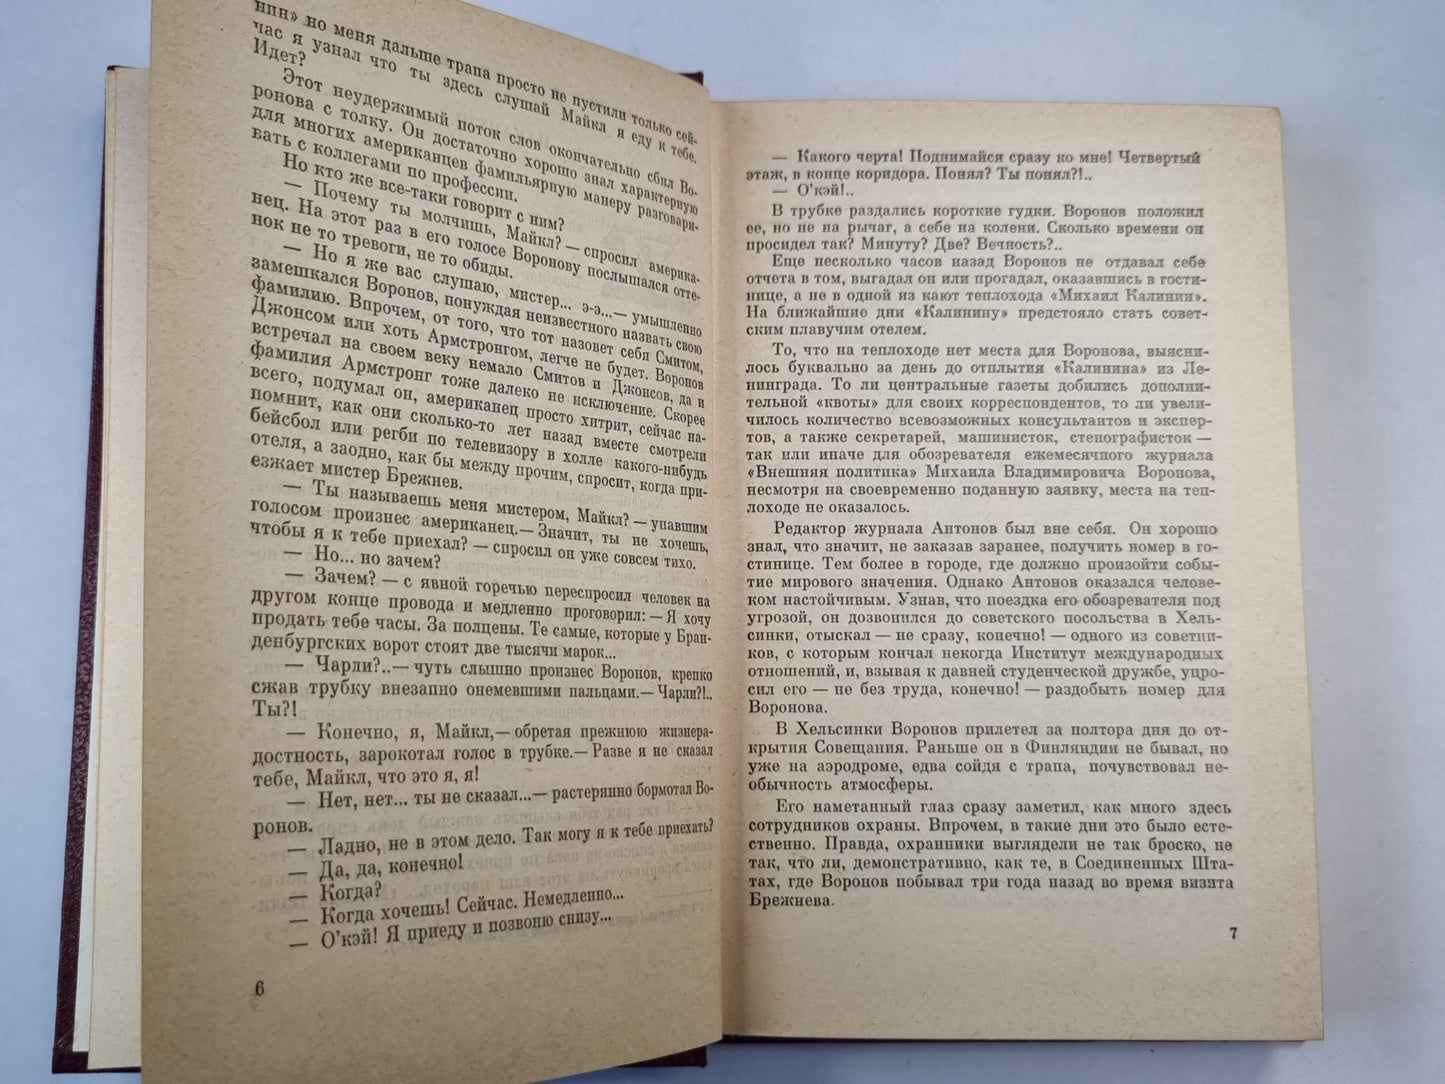 нин» но меня дальше трапа просто не пустили только сей-
час я узнал что ты здесь слушай Майкл я еду к тебе.
Идет?
Этот неудержимый поток слов окончательно сбил Во-
ронова с толку. Он достаточно хорошо знал характерную
для многих американцев фамильярную манеру разговари-
вать с коллегами по профессии.
Но кто же все-таки говорит с ним?
— Почему ты молчишь, Майкл? — спросил америка-
нец. На этот раз в его голосе Воронову послышался отте-
нок не то тревоги, не то обиды.
— Но я же вас слушаю, мистер... э-э...— умышленно
замешкался Воронов, понуждая неизвестного назвать свою
фамилию. Впрочем, от того, что тот назовет себя Смитом,
Джонсом или хоть Армстронгом, легче не будет. Воронов
встречал на своем веку немало Смитов и Джонсов, да и
фамилия Армстронг тоже далеко не исключение. Скорее
всего, подумал он, американец просто хитрит, сейчас на-
помнит, как они сколько-то лет назад вместе смотрели
бейсбол или регби по телевизору в холле какого-нибудь
отеля, а заодно, как бы между прочим, спросит, когда при-
езжает мистер Брежнев.
— Ты называешь меня мистером, Майкл? — упавшим
голосом произнес американец.— Значит, ты не хочешь,
чтобы я к тебе приехал? — спросил он уже совсем тихо.
— Но... но зачем?
— Зачем? — с явной горечью переспросил человек на
другом конце провода и медленно проговорил: — Я хочу
продать тебе часы. За полцены. Те самые, которые у Бран-
денбургских ворот стоят две тысячи марок...
— Чарли?..— чуть слышно произнес Воронов, крепко
сжав трубку внезапно онемевшими пальцами.— Чарли?!..
Ты?!
— Конечно, я, Майкл,— обретая прежнюю жизнера-
достность, зарокотал голос в трубке.— Разве я не сказал
тебе, Майкл, что это я, я!
— Нет, нет... ты не сказал...— растерянно бормотал Во-
ронов.
— Ладно, не в этом дело. Так могу я к тебе приехать?
— Да, да, конечно!
— Когда?
— Когда хочешь! Сейчас. Немедленно...
— О'кэй! Я приеду и позвоню снизу...
6
— Какого черта! Поднимайся сразу ко мне! Четвертый
этаж, в конце коридора. Понял? Ты понял?!..
— О'кэй!..
В трубке раздались короткие гудки. Воронов положил
ее, но не на рычаг, а себе на колени. Сколько времени он
просидел так? Минуту? Две? Вечность?..
Еще несколько часов назад Воронов не отдавал себе
отчета в том, выгадал он или прогадал, оказавшись в гости-
нице, а не в одной из кают теплохода «Михаил Калинин».
На ближайшие дни «Калинину» предстояло стать совет-
ским плавучим отелем.
То, что на теплоходе нет места для Воронова, выясни-
лось буквально за день до отплытия «Калинина» из Ле-
нинграда. То ли центральные газеты добились дополни-
тельной «квоты» для своих корреспондентов, то ли увели-
чилось количество всевозможных консультантов и экспер-
тов, а также секретарей, машинисток, стенографисток —
так или иначе для обозревателя ежемесячного журнала
«Внешняя политика» Михаила Владимировича Воронова,
несмотря на своевременно поданную заявку, места на теп-
лоходе не оказалось.
Редактор журнала Антонов был вне себя. Он хорошо
знал, что значит, не заказав заранее, получить номер в го-
стинице. Тем более в городе, где должно произойти собы-
тие мирового значения. Однако Антонов оказался челове-
ком настойчивым. Узнав, что поездка его обозревателя под
угрозой, он дозвонился до советского посольства в Хель-
синки, отыскал — не сразу, конечно! — одного из советни-
ков, с которым кончал некогда Институт международных
отношений, и, взывая к давней студенческой дружбе, упро-
сил его — не без труда, конечно! — раздобыть номер для
Воронова.
В Хельсинки Воронов прилетел за полтора дня до от-
крытия Совещания. Раньше он в Финляндии не бывал, но
уже на аэродроме, едва сойдя с трапа, почувствовал не-
обычность атмосферы.
Его наметанный глаз сразу заметил, как много здесь
сотрудников охраны. Впрочем, в такие дни это было есте-
ственно. Правда, охранники выглядели не так броско, не
так, что ли, демонстративно, как те, в Соединенных Шта-
тах, где Воронов побывал три года назад во время визита
Брежнева.
7